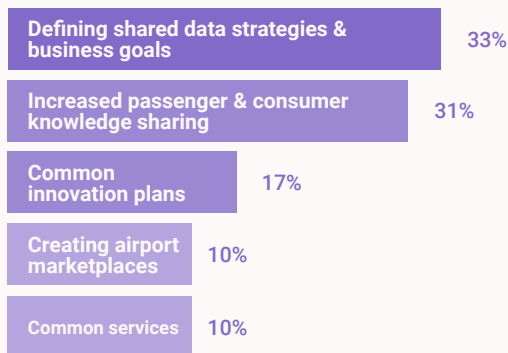 Defining shared data strategies &
business goals
33%
Increased passenger & consumer
knowledge sharing
31%
Common
innovation plans
17%
Creating airport
marketplaces
10%
Common services
10%